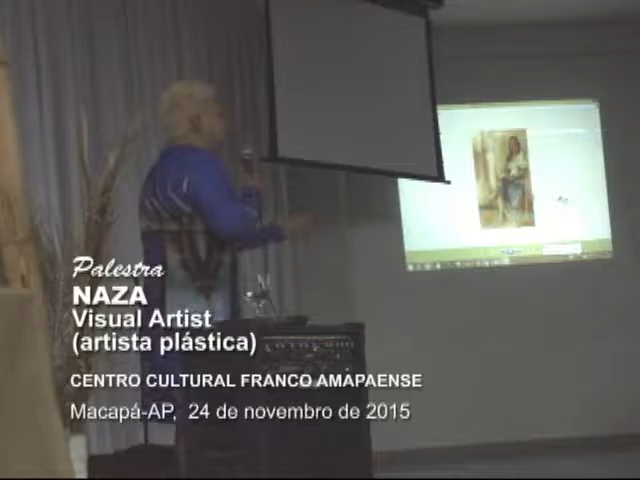 Palestra
NAZA
Visual Artist
(artista plástica)
CENTRO CULTURAL FRANCO AMAPAENSE
Macapá-AP, 24 de novembro de 2015